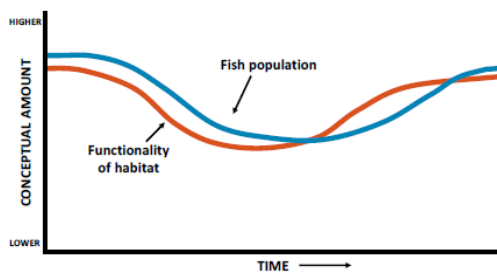 HIGHER
CONCEPTUAL AMOUNT
Fish population
Functionality
of habitat
LOWER
TIME